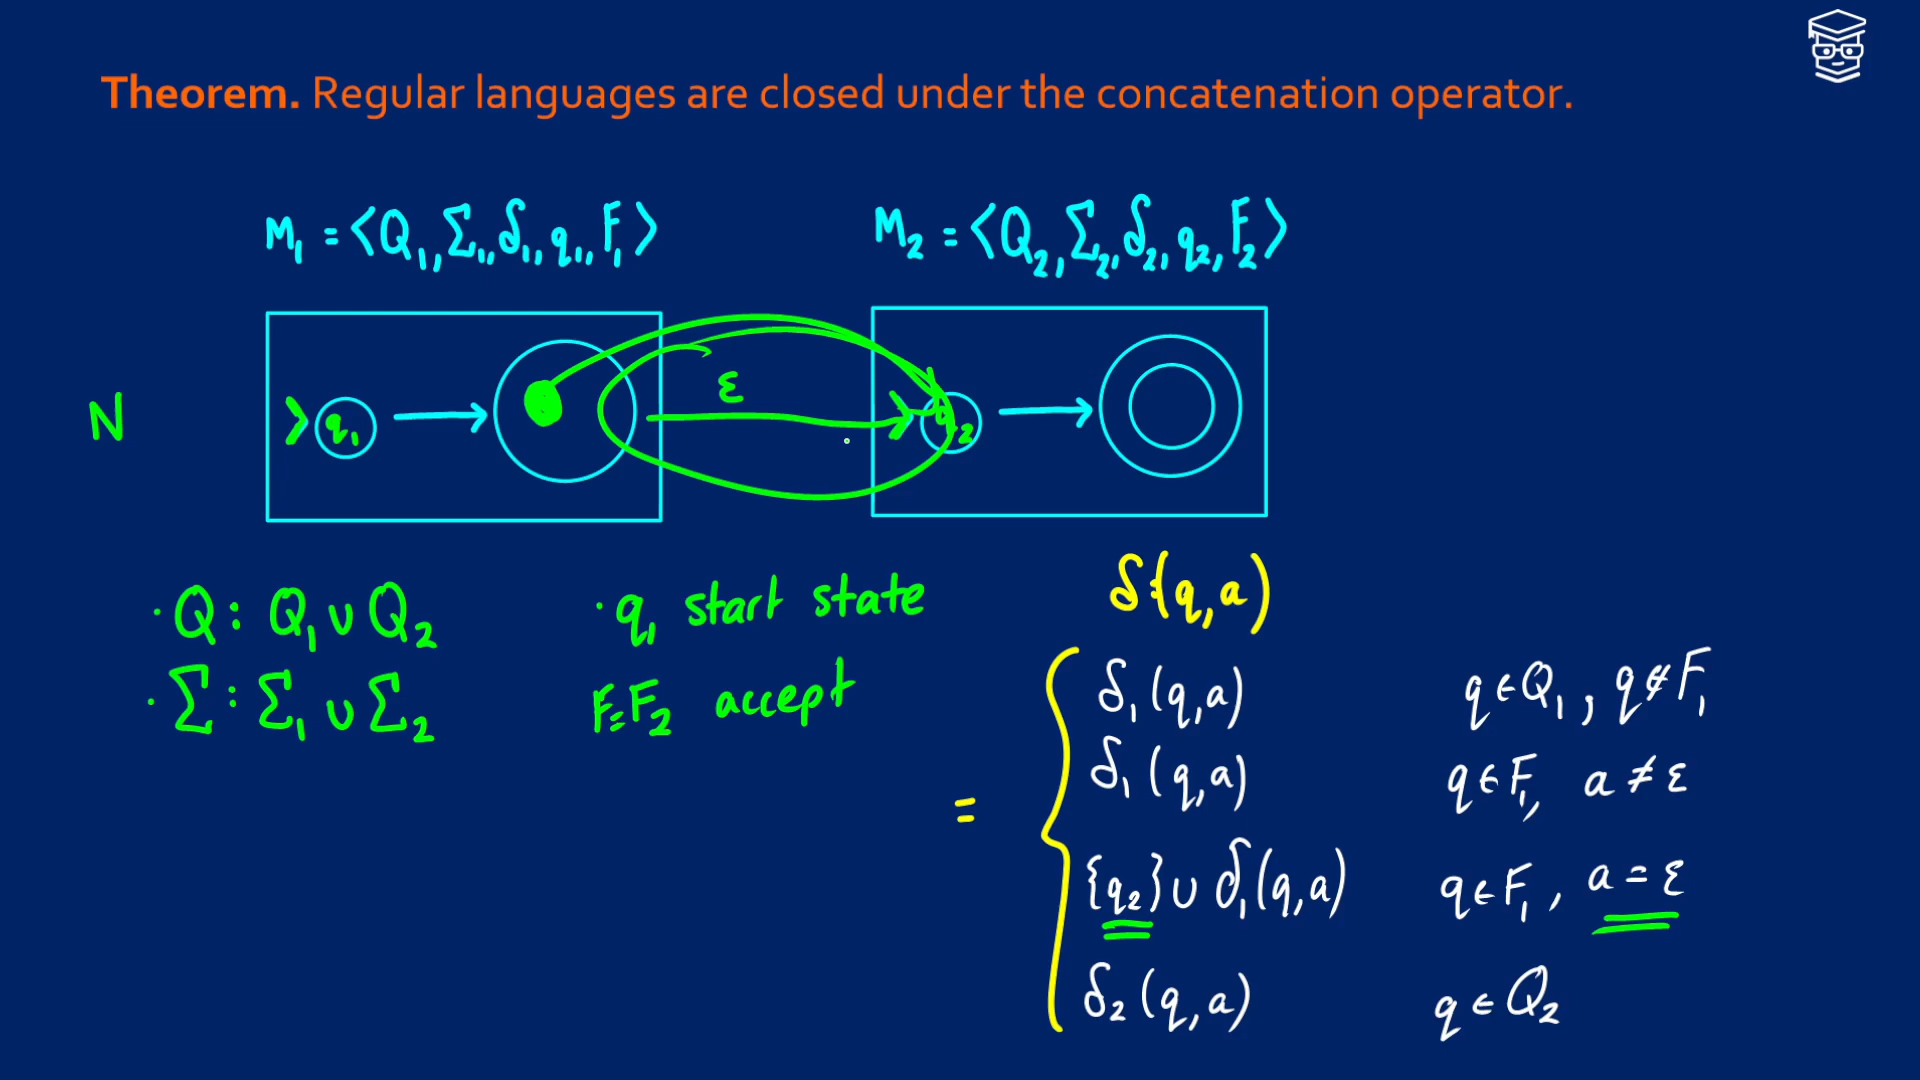 Theorem. Regular languages are closed under the concatenation operator.
M₁ = ⟨Q₁, Σ₁, δ₁, q₁, F₁⟩
M₂ = ⟨Q₂, Σ₂, δ₂, q₂, F₂⟩
N
q₁
ε
q₂
· Q : Q₁ ∪ Q₂
· Σ : Σ₁ ∪ Σ₂
· q₁ start state
F = F₂ accept
δ(q, a)
=
δ₁(q, a) q ∈ Q₁, q ∉ F₁
δ₁(q, a) q ∈ F₁, a ≠ ε
{q₂} ∪ δ₁(q, a) q ∈ F₁, a = ε
δ₂(q, a) q ∈ Q₂